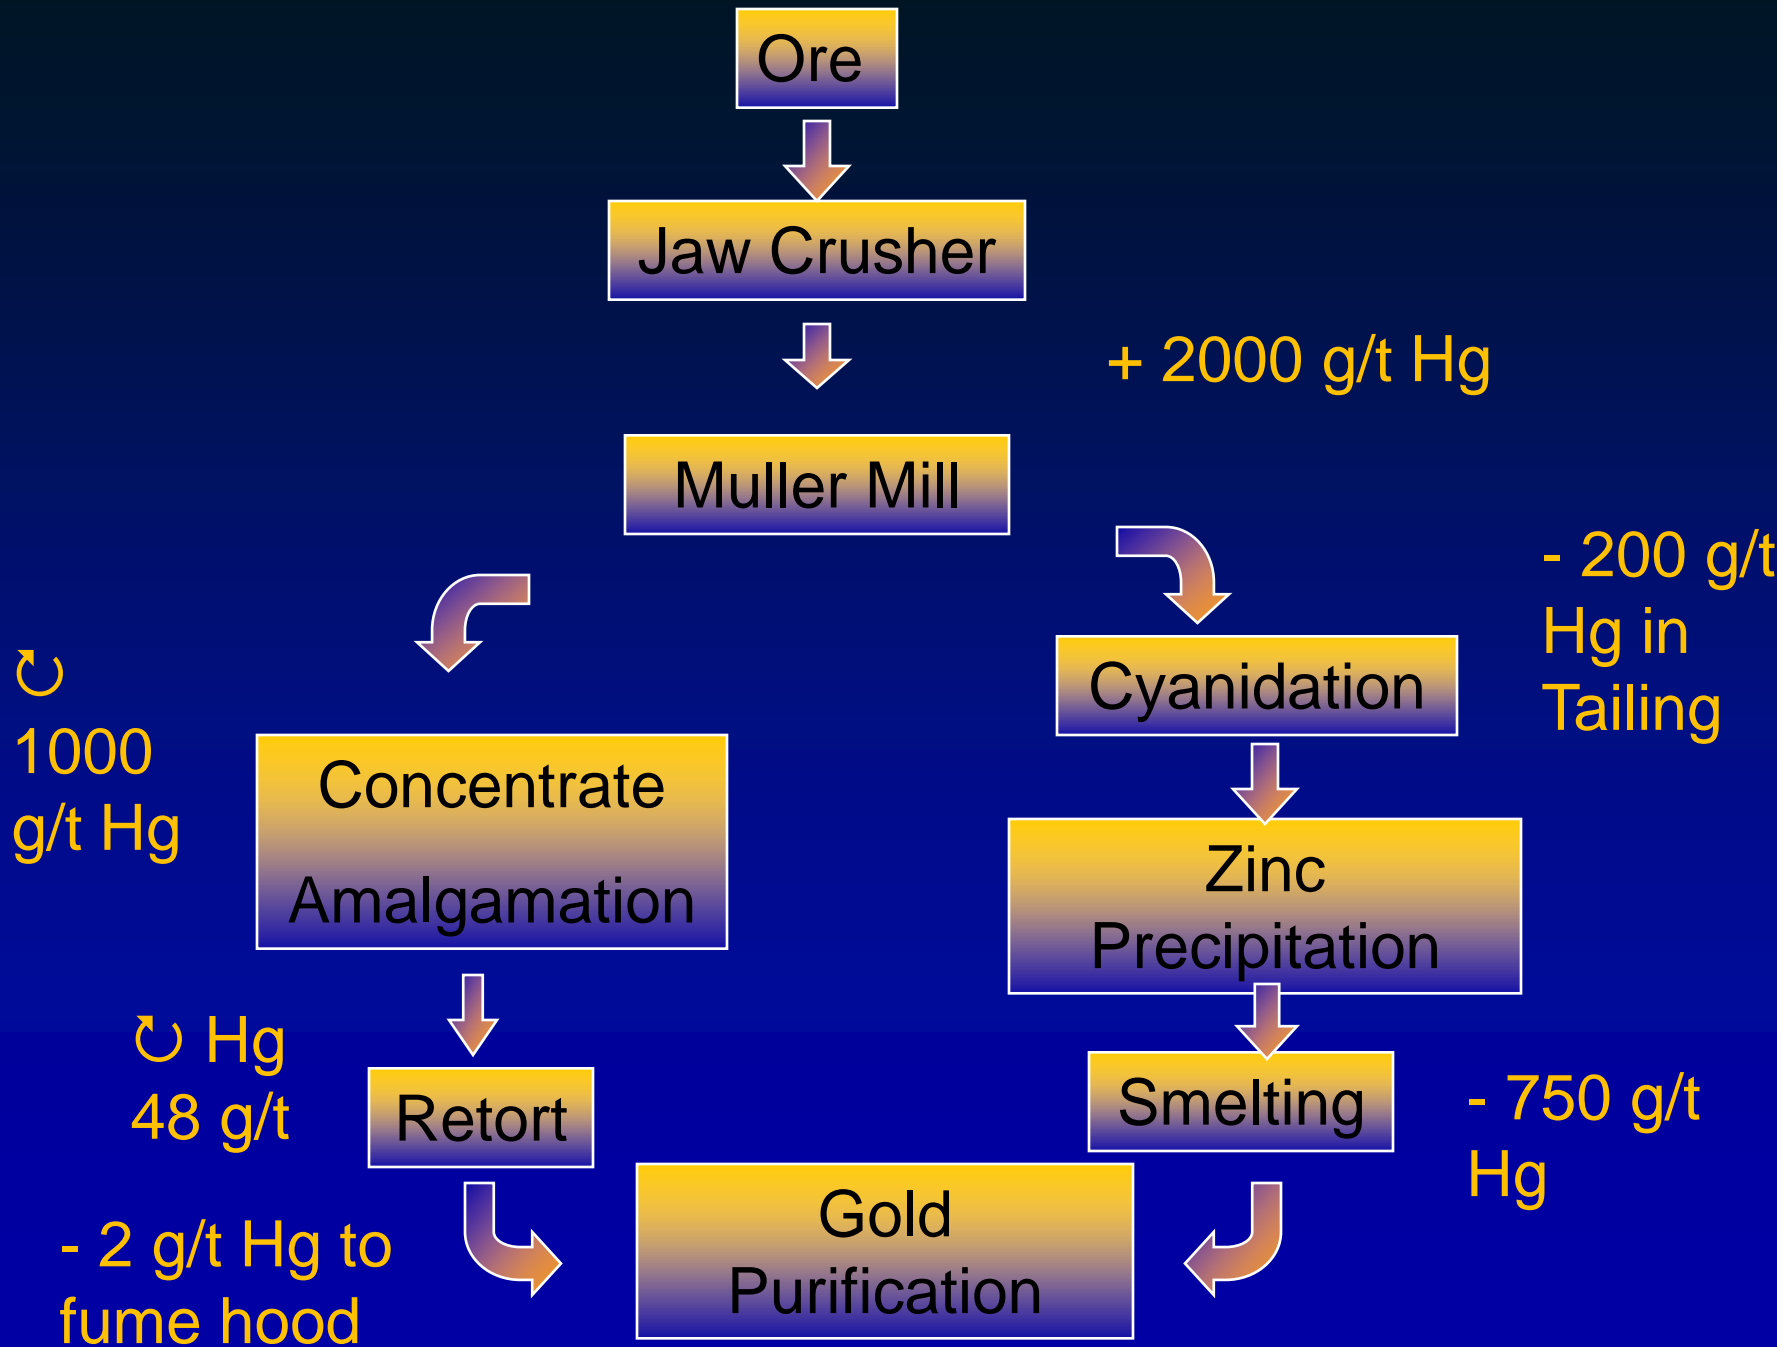 Ore
Jaw Crusher
+ 2000 g/t Hg
Muller Mill
- 200 g/t
Hg in
Tailing
Cyanidation
↻
1000
g/t Hg
Concentrate
Amalgamation
Zinc
Precipitation
↻ Hg
48 g/t
Retort
Smelting
- 750 g/t
Hg
- 2 g/t Hg to
fume hood
Gold
Purification